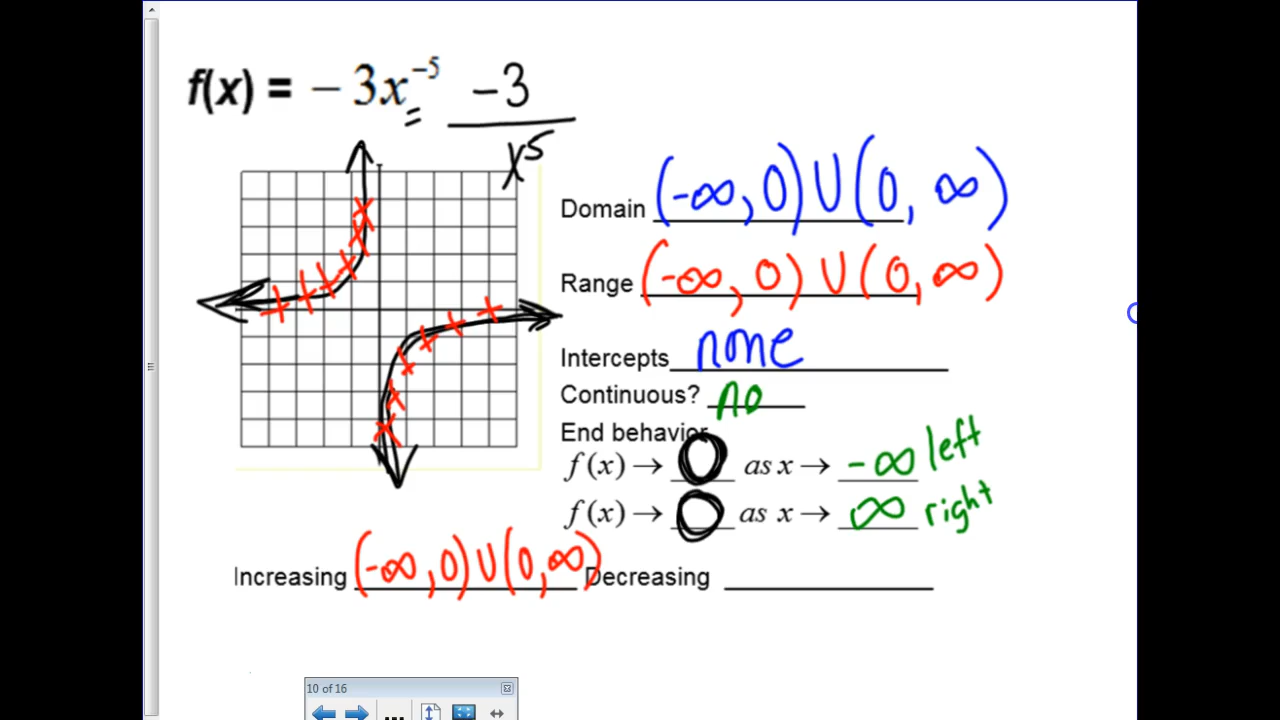 f(x) = − 3x⁻⁵ -3
x⁵
Domain (-∞, 0) U (0, ∞)
Range (-∞, 0) U (0, ∞)
Intercepts none
Continuous? no
End behavior
f(x) → 0 as x → -∞ left
f(x) → 0 as x → ∞ right
Increasing (-∞, 0) U (0, ∞) Decreasing
10 of 16